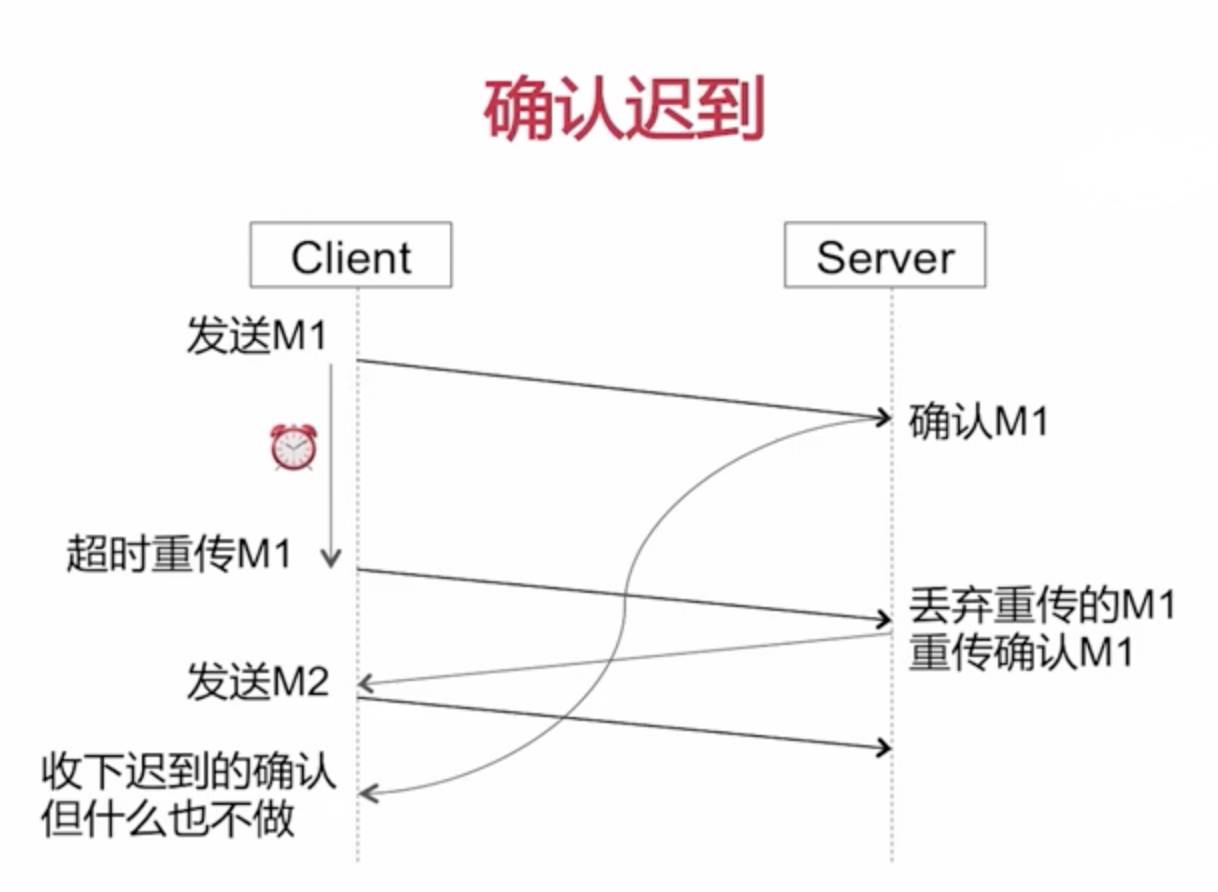 确认迟到
Client
Server
发送M1
确认M1
超时重传M1
丢弃重传的M1
重传确认M1
发送M2
收下迟到的确认
但什么也不做